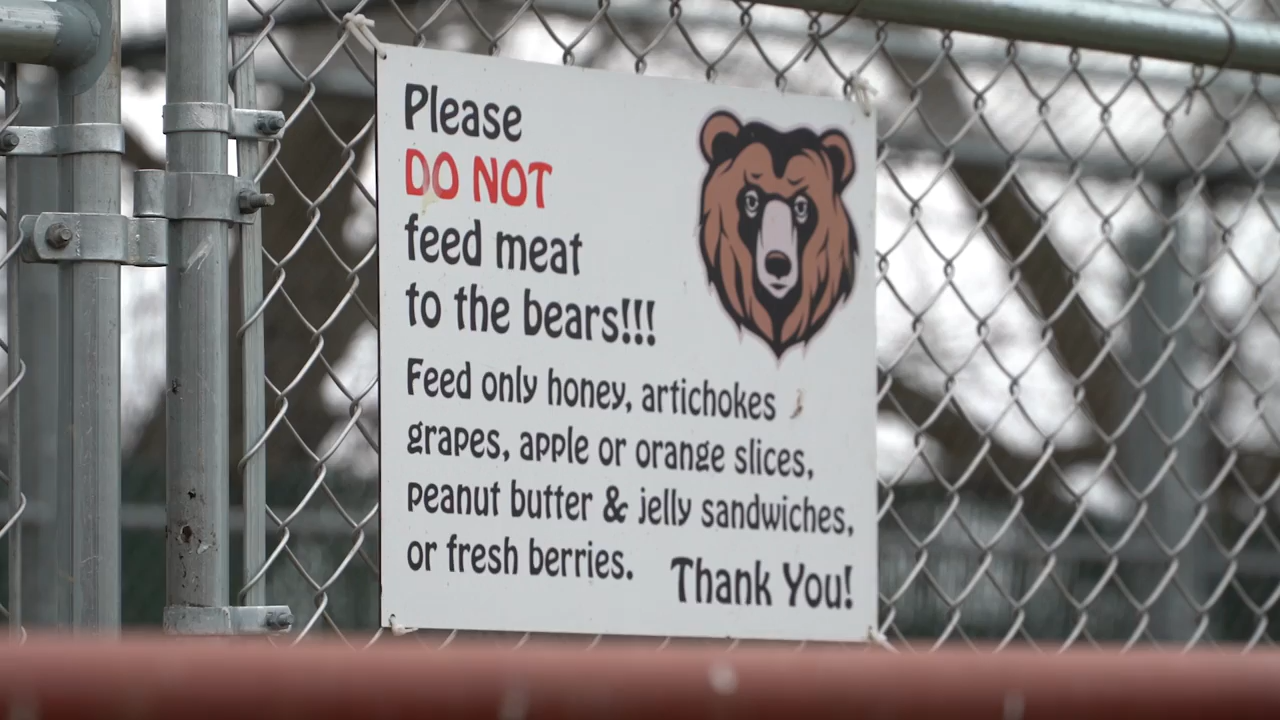 Please
DO NOT
feed meat
to the bears!!!
Feed only honey, artichokes
grapes, apple or orange slices,
peanut butter & jelly sandwiches,
or fresh berries.
Thank You!